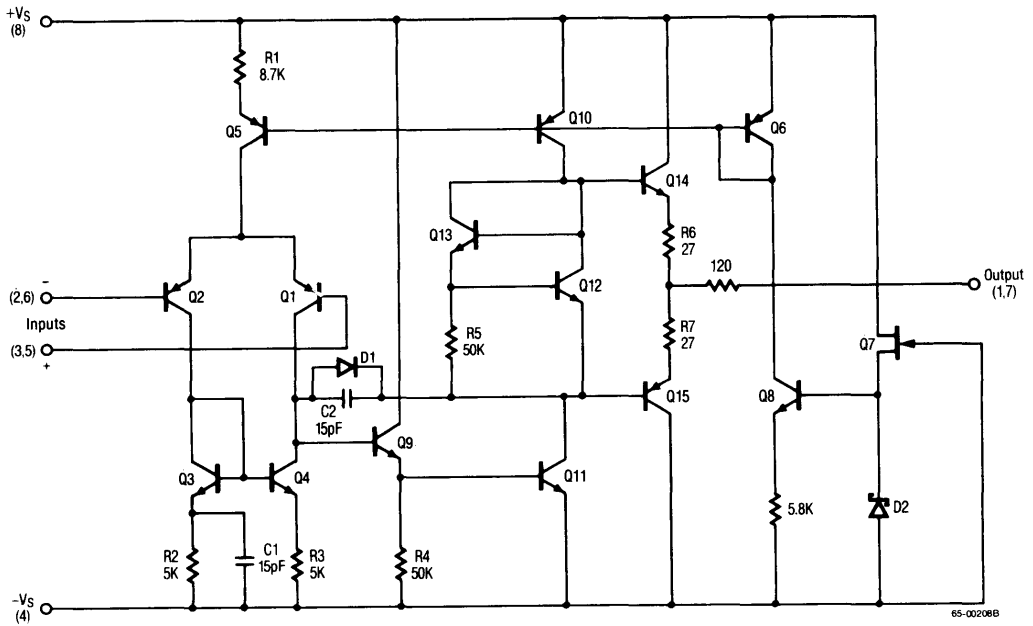 +Vs
(8)
R1
8.7K
Q5
Q10
Q6
Q14
Q13
R6
27
120
Output
(1,7)
−
(2,6)
Q2
Q1
Q12
Inputs
(3,5)
+
R5
50K
R7
27
Q7
D1
C2
15pF
Q15
Q8
Q9
Q3
Q4
Q11
R2
5K
C1
15pF
R3
5K
R4
50K
5.8K
D2
−Vs
(4)
65-00208B